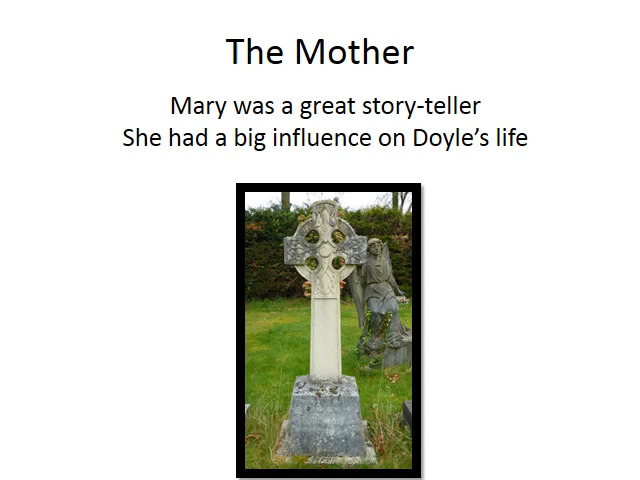 The Mother
Mary was a great story-teller
She had a big influence on Doyle’s life